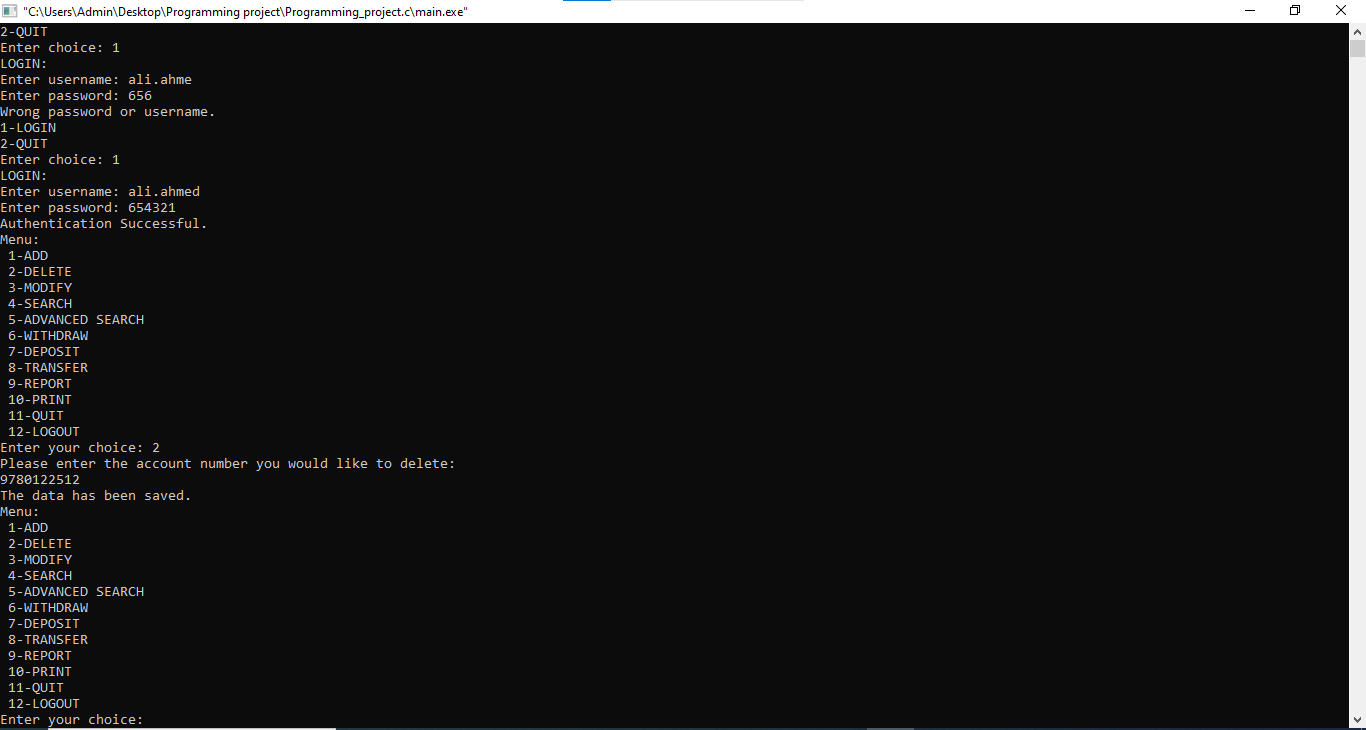 "C:\Users\Admin\Desktop\Programming project\Programming_project.c\main.exe"
2-QUIT
Enter choice: 1
LOGIN:
Enter username: ali.ahme
Enter password: 656
Wrong password or username.
1-LOGIN
2-QUIT
Enter choice: 1
LOGIN:
Enter username: ali.ahmed
Enter password: 654321
Authentication Successful.
Menu:
1-ADD
2-DELETE
3-MODIFY
4-SEARCH
5-ADVANCED SEARCH
6-WITHDRAW
7-DEPOSIT
8-TRANSFER
9-REPORT
10-PRINT
11-QUIT
12-LOGOUT
Enter your choice: 2
Please enter the account number you would like to delete:
9780122512
The data has been saved.
Menu:
1-ADD
2-DELETE
3-MODIFY
4-SEARCH
5-ADVANCED SEARCH
6-WITHDRAW
7-DEPOSIT
8-TRANSFER
9-REPORT
10-PRINT
11-QUIT
12-LOGOUT
Enter your choice: